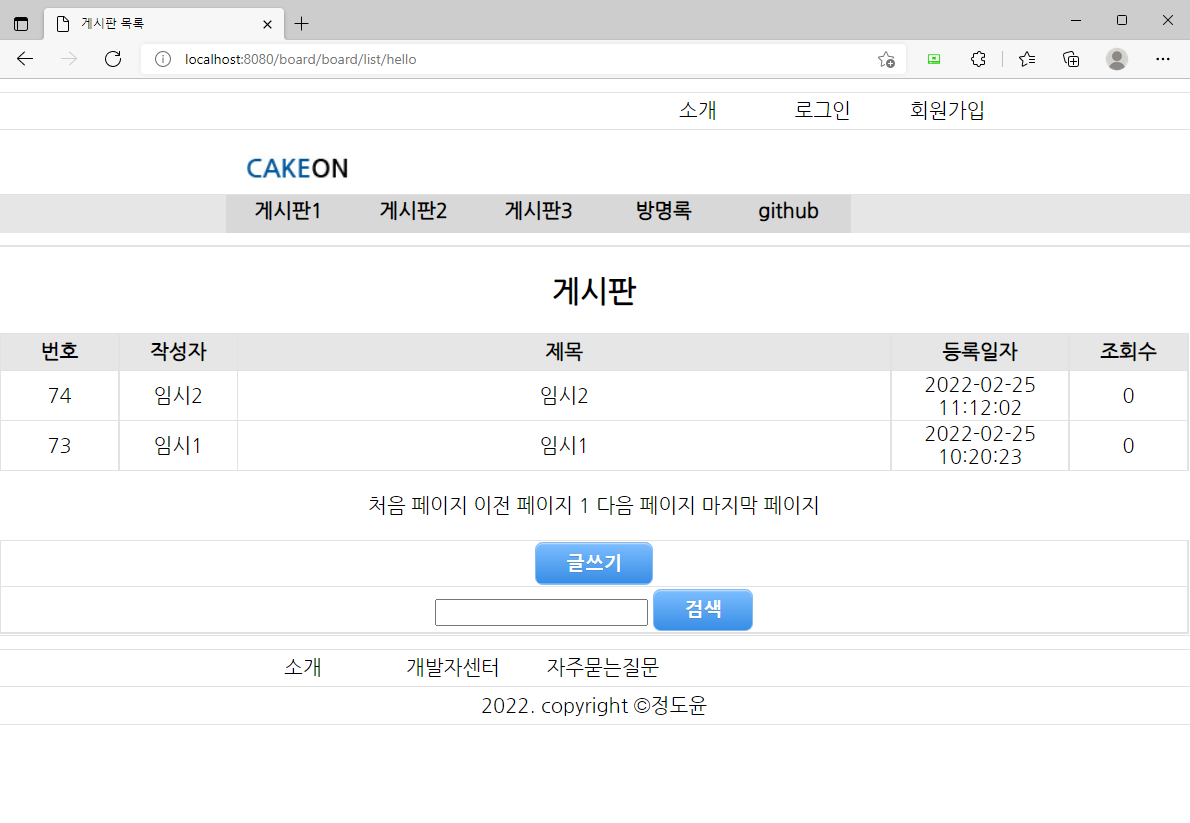 게시판 목록
localhost:8080/board/board/list/hello
소개 로그인 회원가입
CAKEON
게시판1 게시판2 게시판3 방명록 github
게시판
번호 작성자 제목 등록일자 조회수
74 임시2 임시2 2022-02-25 11:12:02 0
73 임시1 임시1 2022-02-25 10:20:23 0
처음 페이지 이전 페이지 1 다음 페이지 마지막 페이지
글쓰기
검색
소개 개발자센터 자주묻는질문
2022. copyright ©정도윤